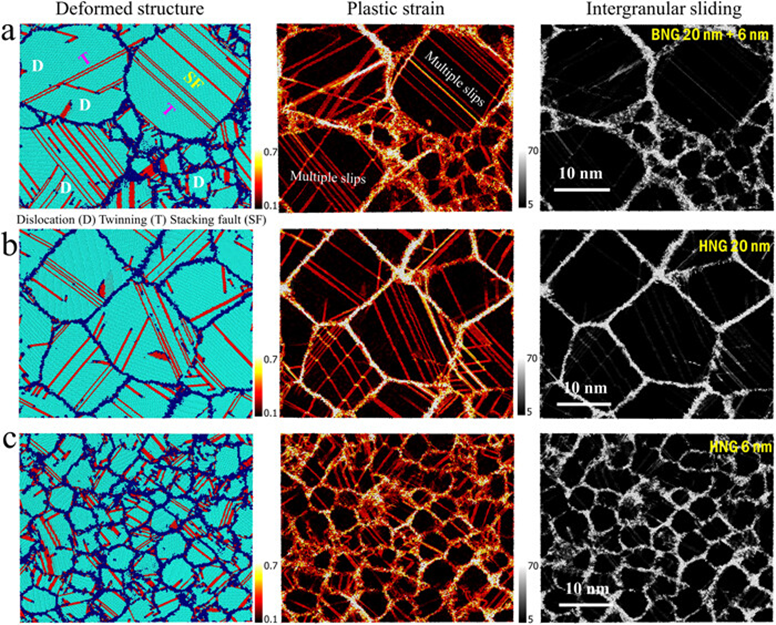 Deformed structure Plastic strain Intergranular sliding
a
D
T
SF
D
T
D
D
0.7
0.1
Multiple slips
Multiple slips
70
5
BNG 20 nm + 6 nm
10 nm
Dislocation (D) Twinning (T) Stacking fault (SF)
b
0.7
0.1
70
5
HNG 20 nm
10 nm
c
0.7
0.1
70
5
HNG 6 nm
10 nm